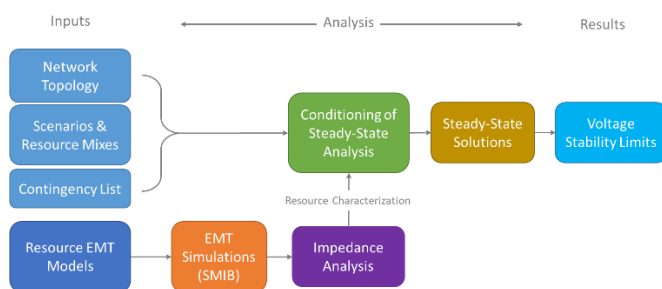 Inputs
Analysis
Results
Network
Topology
Scenarios &
Resource Mixes
Contingency List
Conditioning of
Steady-State
Analysis
Steady-State
Solutions
Voltage
Stability Limits
Resource Characterization
Resource EMT
Models
EMT
Simulations
(SMIB)
Impedance
Analysis